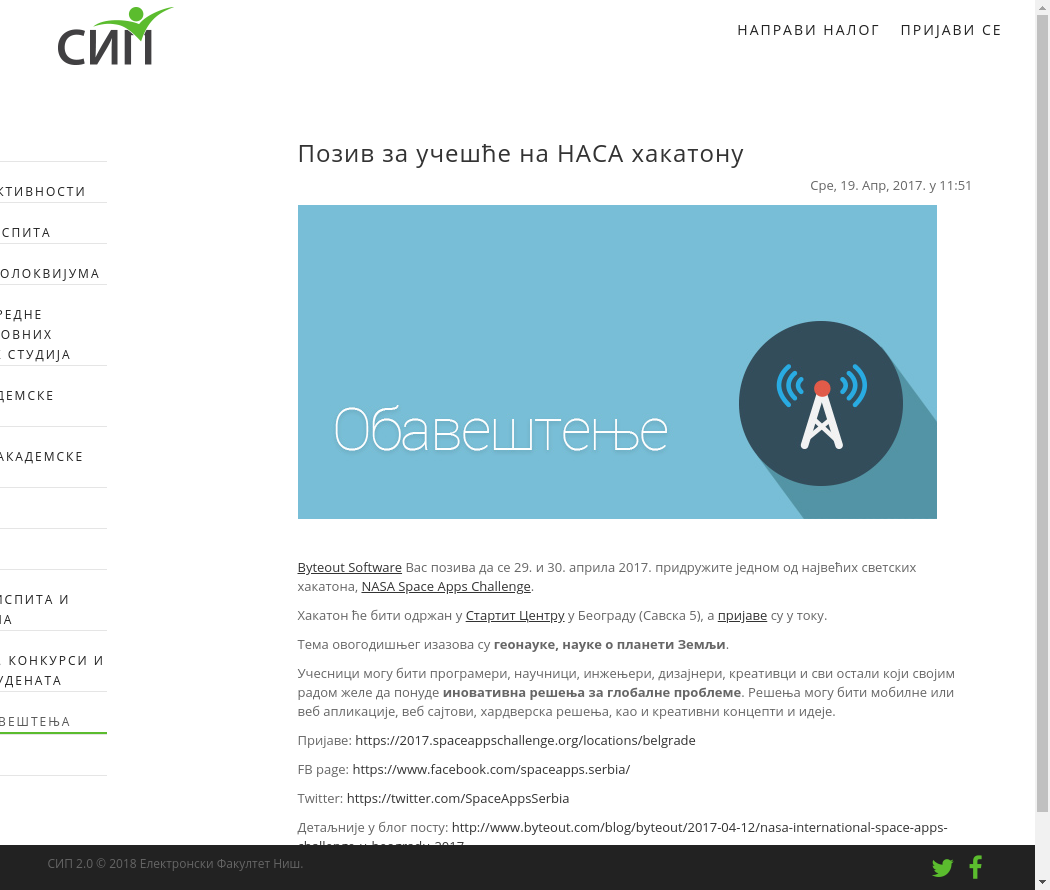 СИП
НАПРАВИ НАЛОГ ПРИЈАВИ СЕ
КТИВНОСТИ
СПИТА
ОЛОКВИЈУМА
РЕДНЕ
ОВНИХ
СТУДИЈА
ДЕМСКЕ
АКАДЕМСКЕ
ИСПИТА И
НА
КОНКУРСИ И
УДЕНАТА
ВЕШТЕЊА
Позив за учешће на НАСА хакатону
Сре, 19. Апр, 2017. у 11:51
Обавештење
Byteout Software Вас позива да се 29. и 30. априла 2017. придружите једном од највећих светских
хакатона, NASA Space Apps Challenge.
Хакатон ће бити одржан у Стартит Центру у Београду (Савска 5), а пријаве су у току.
Тема овогодишњег изазова су геонауке, науке о планети Земљи.
Учесници могу бити програмери, научници, инжењери, дизајнери, креативци и сви остали који својим
радом желе да понуде иновативна решења за глобалне проблеме. Решења могу бити мобилне или
веб апликације, веб сајтови, хардверска решења, као и креативни концепти и идеје.
Пријаве: https://2017.spaceappschallenge.org/locations/belgrade
FB page: https://www.facebook.com/spaceapps.serbia/
Twitter: https://twitter.com/SpaceAppsSerbia
Детаљније у блог посту: http://www.byteout.com/blog/byteout/2017-04-12/nasa-international-space-apps-
challenge-u-beogradu-2017
СИП 2.0 © 2018 Електронски Факултет Ниш.